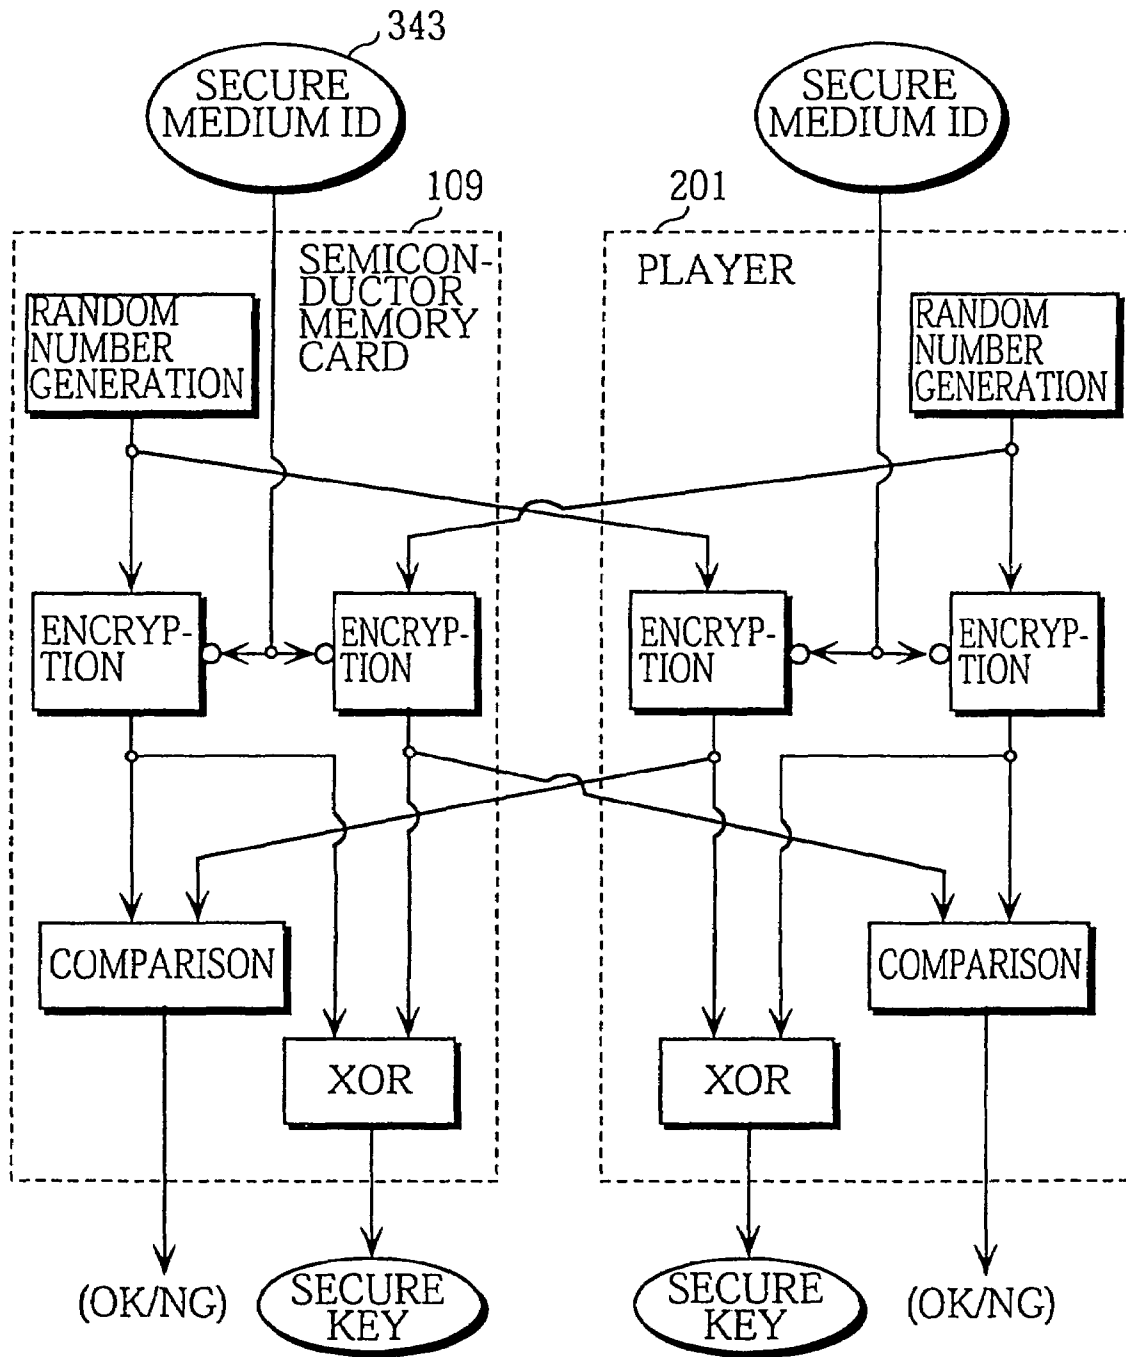 343
SECURE
MEDIUM ID
SECURE
MEDIUM ID
109
201
SEMICON-
DUCTOR
MEMORY
CARD
PLAYER
RANDOM
NUMBER
GENERATION
RANDOM
NUMBER
GENERATION
ENCRYP-
TION
ENCRYP-
TION
ENCRYP-
TION
ENCRYP-
TION
COMPARISON
COMPARISON
XOR
XOR
(OK/NG)
SECURE
KEY
SECURE
KEY
(OK/NG)